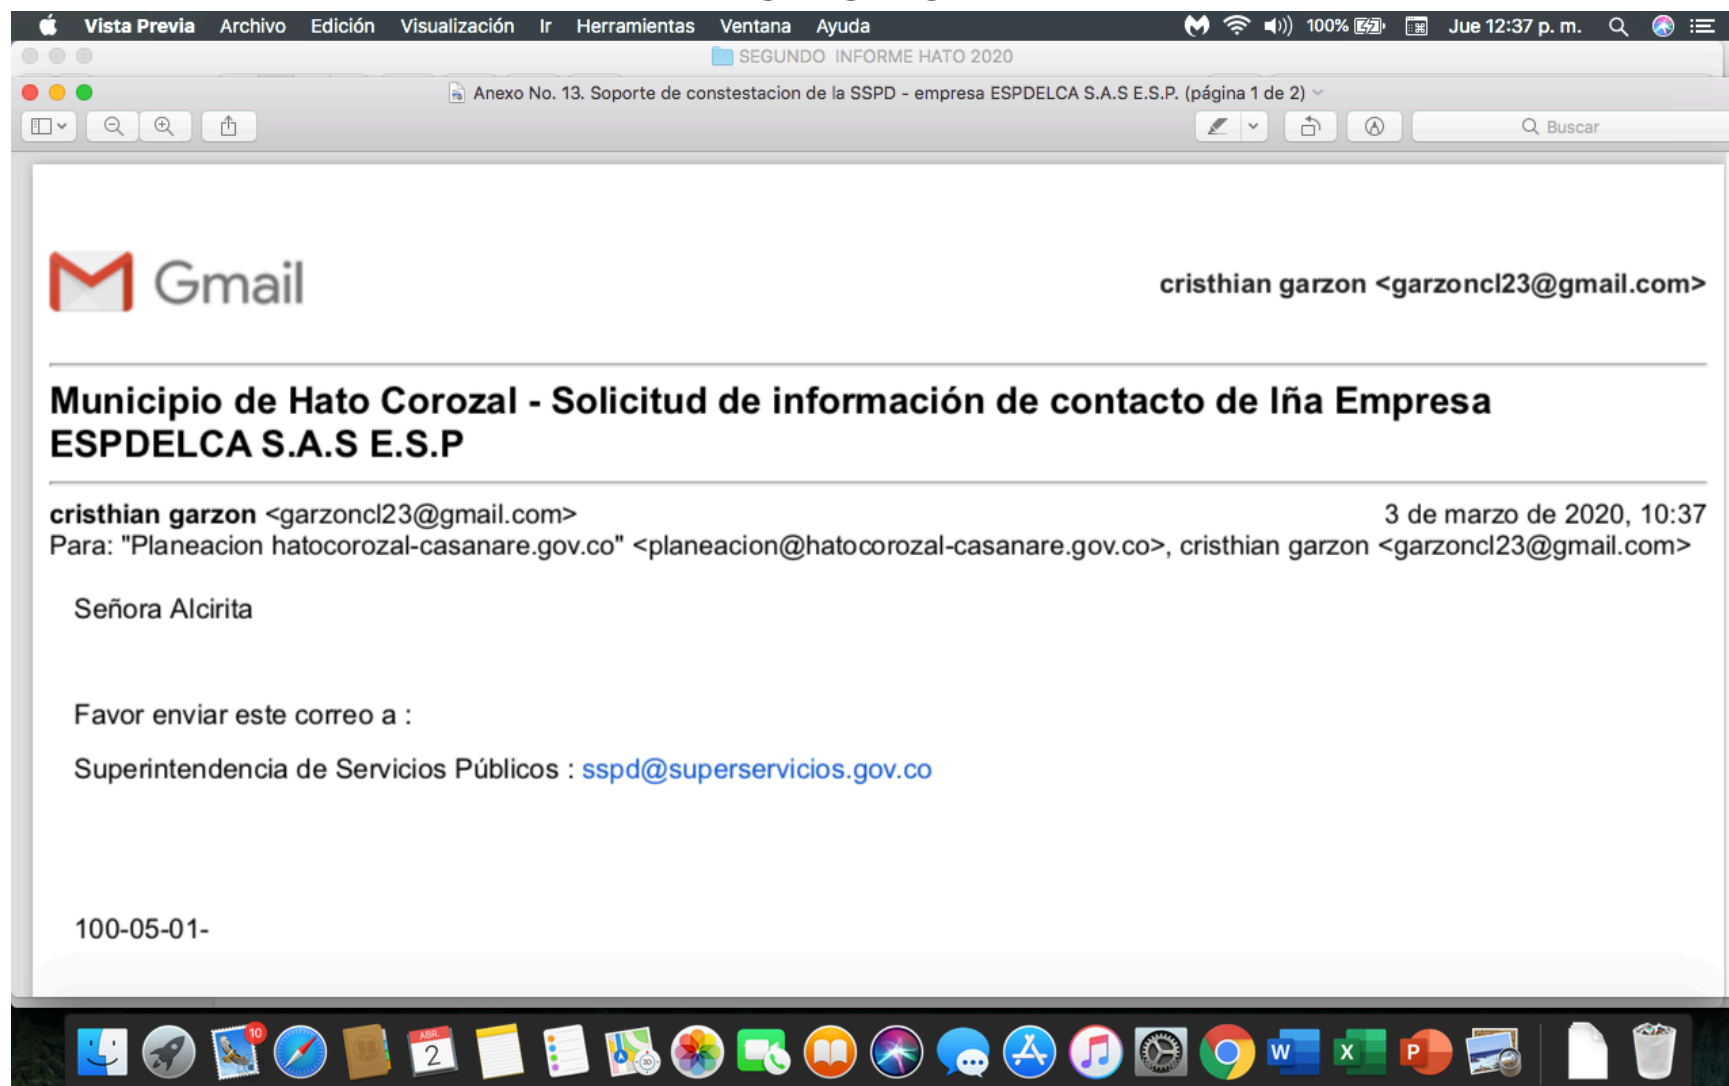 Vista Previa Archivo Edición Visualización Ir Herramientas Ventana Ayuda 100% Jue 12:37 p. m.
SEGUNDO INFORME HATO 2020
Anexo No. 13. Soporte de constestacion de la SSPD - empresa ESPDELCA S.A.S E.S.P. (página 1 de 2)
Buscar
Gmail
cristhian garzon <garzoncl23@gmail.com>
Municipio de Hato Corozal - Solicitud de información de contacto de lña Empresa
ESPDELCA S.A.S E.S.P
cristhian garzon <garzoncl23@gmail.com> 3 de marzo de 2020, 10:37
Para: "Planeacion hatocorozal-casanare.gov.co" <planeacion@hatocorozal-casanare.gov.co>, cristhian garzon <garzoncl23@gmail.com>
Señora Alcirita
Favor enviar este correo a :
Superintendencia de Servicios Públicos : sspd@superservicios.gov.co
100-05-01-
10
ABR.
2
3D
W
X
P